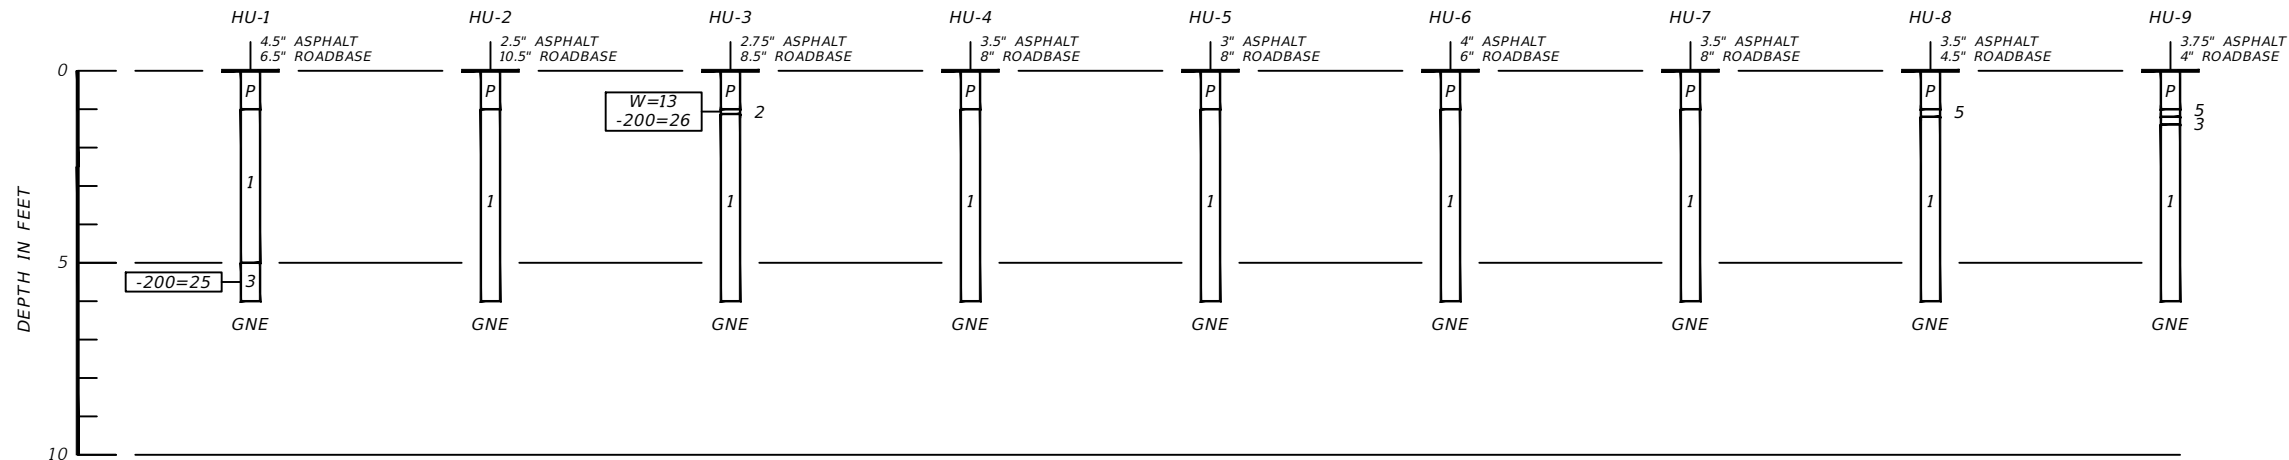 HU-1 HU-2 HU-3 HU-4 HU-5 HU-6 HU-7 HU-8 HU-9
4.5" ASPHALT 2.5" ASPHALT 2.75" ASPHALT 3.5" ASPHALT 3" ASPHALT 4" ASPHALT 3.5" ASPHALT 3.5" ASPHALT 3.75" ASPHALT
6.5" ROADBASE 10.5" ROADBASE 8.5" ROADBASE 8" ROADBASE 8" ROADBASE 6" ROADBASE 8" ROADBASE 4.5" ROADBASE 4" ROADBASE
0
P P P P P P P P P
W=13
2 5 5
-200=26
3
1
1 1 1 1 1 1 1 1
DEPTH IN FEET
5
-200=25 3
GNE GNE GNE GNE GNE GNE GNE GNE GNE
10